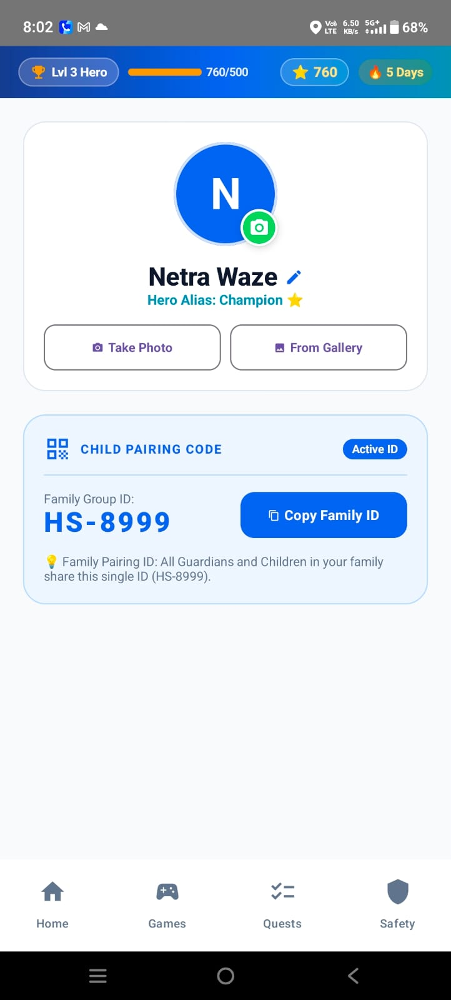 8:02
Vo) LTE 6.50 KB/s 5G+ 68%
Lvl 3 Hero 760/500 760 5 Days
N
Netra Waze
Hero Alias: Champion ⭐
Take Photo
From Gallery
CHILD PAIRING CODE
Active ID
Family Group ID:
HS-8999
Copy Family ID
💡 Family Pairing ID: All Guardians and Children in your family
share this single ID (HS-8999).
Home
Games
Quests
Safety